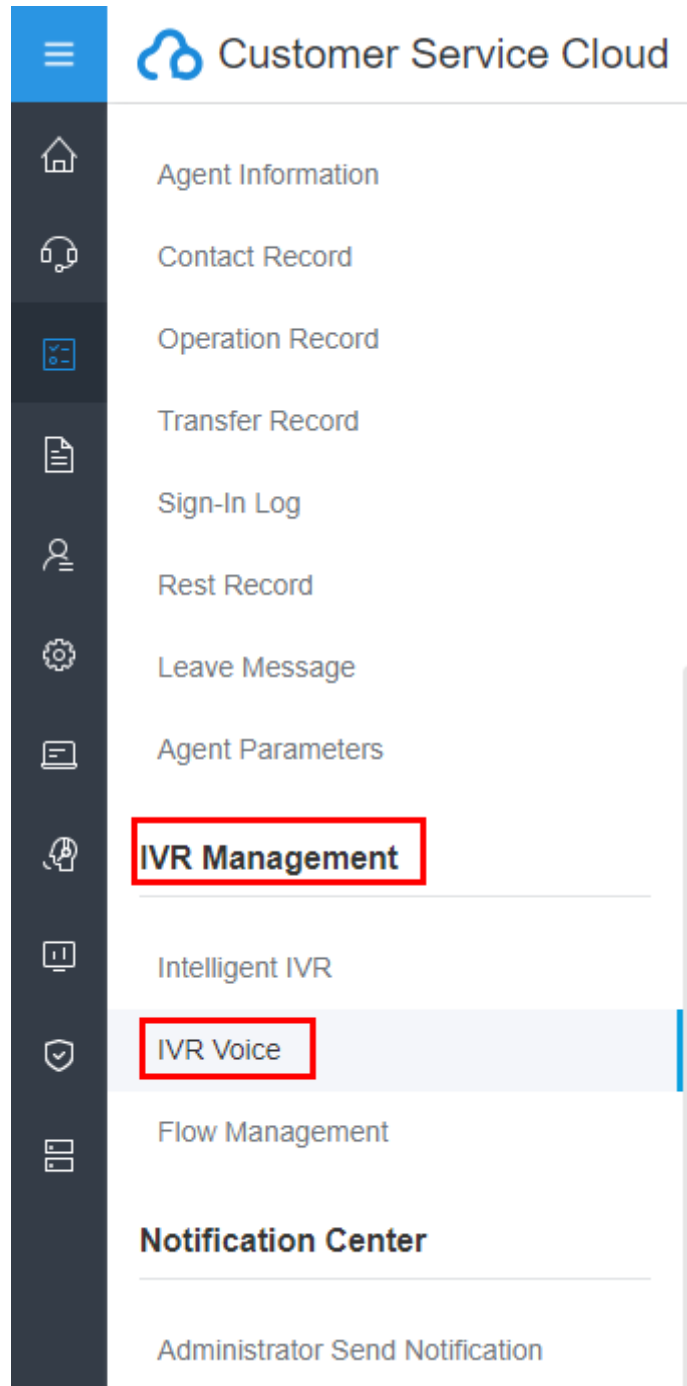 Customer Service Cloud
Agent Information
Contact Record
Operation Record
Transfer Record
Sign-In Log
Rest Record
Leave Message
Agent Parameters
IVR Management
Intelligent IVR
IVR Voice
Flow Management
Notification Center
Administrator Send Notification